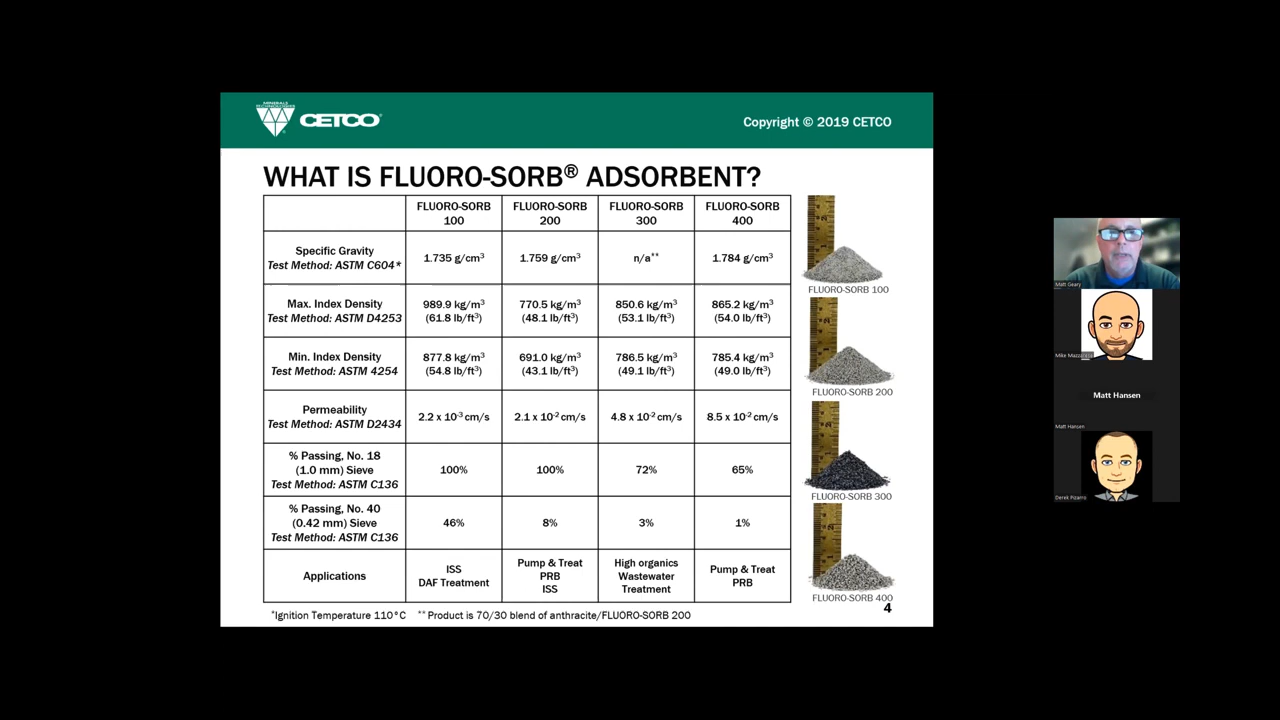 MINERALS
TECHNOLOGIES
CETCO®
Copyright © 2019 CETCO
WHAT IS FLUORO-SORB® ADSORBENT?
FLUORO-SORB
100
FLUORO-SORB
200
FLUORO-SORB
300
FLUORO-SORB
400
Specific Gravity
Test Method: ASTM C604*
1.735 g/cm³
1.759 g/cm³
n/a**
1.784 g/cm³
Max. Index Density
Test Method: ASTM D4253
989.9 kg/m³
(61.8 lb/ft³)
770.5 kg/m³
(48.1 lb/ft³)
850.6 kg/m³
(53.1 lb/ft³)
865.2 kg/m³
(54.0 lb/ft³)
Min. Index Density
Test Method: ASTM 4254
877.8 kg/m³
(54.8 lb/ft³)
691.0 kg/m³
(43.1 lb/ft³)
786.5 kg/m³
(49.1 lb/ft³)
785.4 kg/m³
(49.0 lb/ft³)
Permeability
Test Method: ASTM D2434
2.2 x 10⁻³ cm/s
2.1 x 10⁻² cm/s
4.8 x 10⁻² cm/s
8.5 x 10⁻² cm/s
% Passing, No. 18
(1.0 mm) Sieve
Test Method: ASTM C136
100%
100%
72%
65%
% Passing, No. 40
(0.42 mm) Sieve
Test Method: ASTM C136
46%
8%
3%
1%
Applications
ISS
DAF Treatment
Pump & Treat
PRB
ISS
High organics
Wastewater
Treatment
Pump & Treat
PRB
*Ignition Temperature 110°C ** Product is 70/30 blend of anthracite/FLUORO-SORB 200
FLUORO-SORB 100
FLUORO-SORB 200
FLUORO-SORB 300
FLUORO-SORB 400
4
Matt Geary
Mike
Matt Hansen
Matt Hansen
Derek Pizarro